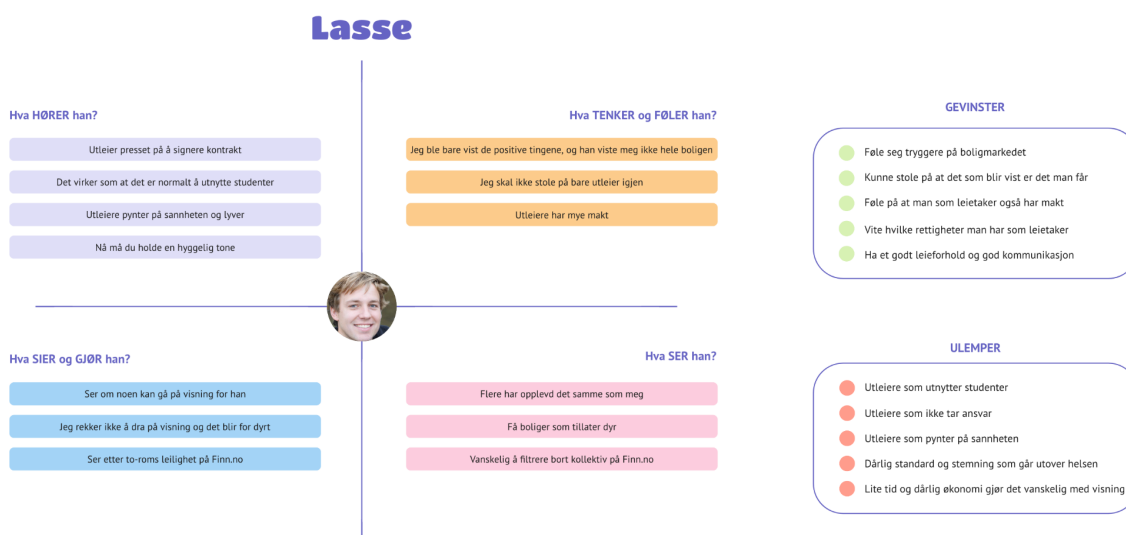 Lasse
Hva HØRER han?
Utleier presset på å signere kontrakt
Det virker som at det er normalt å utnytte studenter
Utleiere pynter på sannheten og lyver
Nå må du holde en hyggelig tone
Hva TENKER og FØLER han?
Jeg ble bare vist de positive tingene, og han viste meg ikke hele boligen
Jeg skal ikke stole på bare utleier igjen
Utleiere har mye makt
Hva SIER og GJØR han?
Ser om noen kan gå på visning for han
Jeg rekker ikke å dra på visning og det blir for dyrt
Ser etter to-roms leilighet på Finn.no
Hva SER han?
Flere har opplevd det samme som meg
Få boliger som tillater dyr
Vanskelig å filtrere bort kollektiv på Finn.no
GEVINSTER
Føle seg tryggere på boligmarkedet
Kunne stole på at det som blir vist er det man får
Føle på at man som leietaker også har makt
Vite hvilke rettigheter man har som leietaker
Ha et godt leieforhold og god kommunikasjon
ULEMPER
Utleiere som utnytter studenter
Utleiere som ikke tar ansvar
Utleiere som pynter på sannheten
Dårlig standard og stemning som går utover helsen
Lite tid og dårlig økonomi gjør det vanskelig med visning